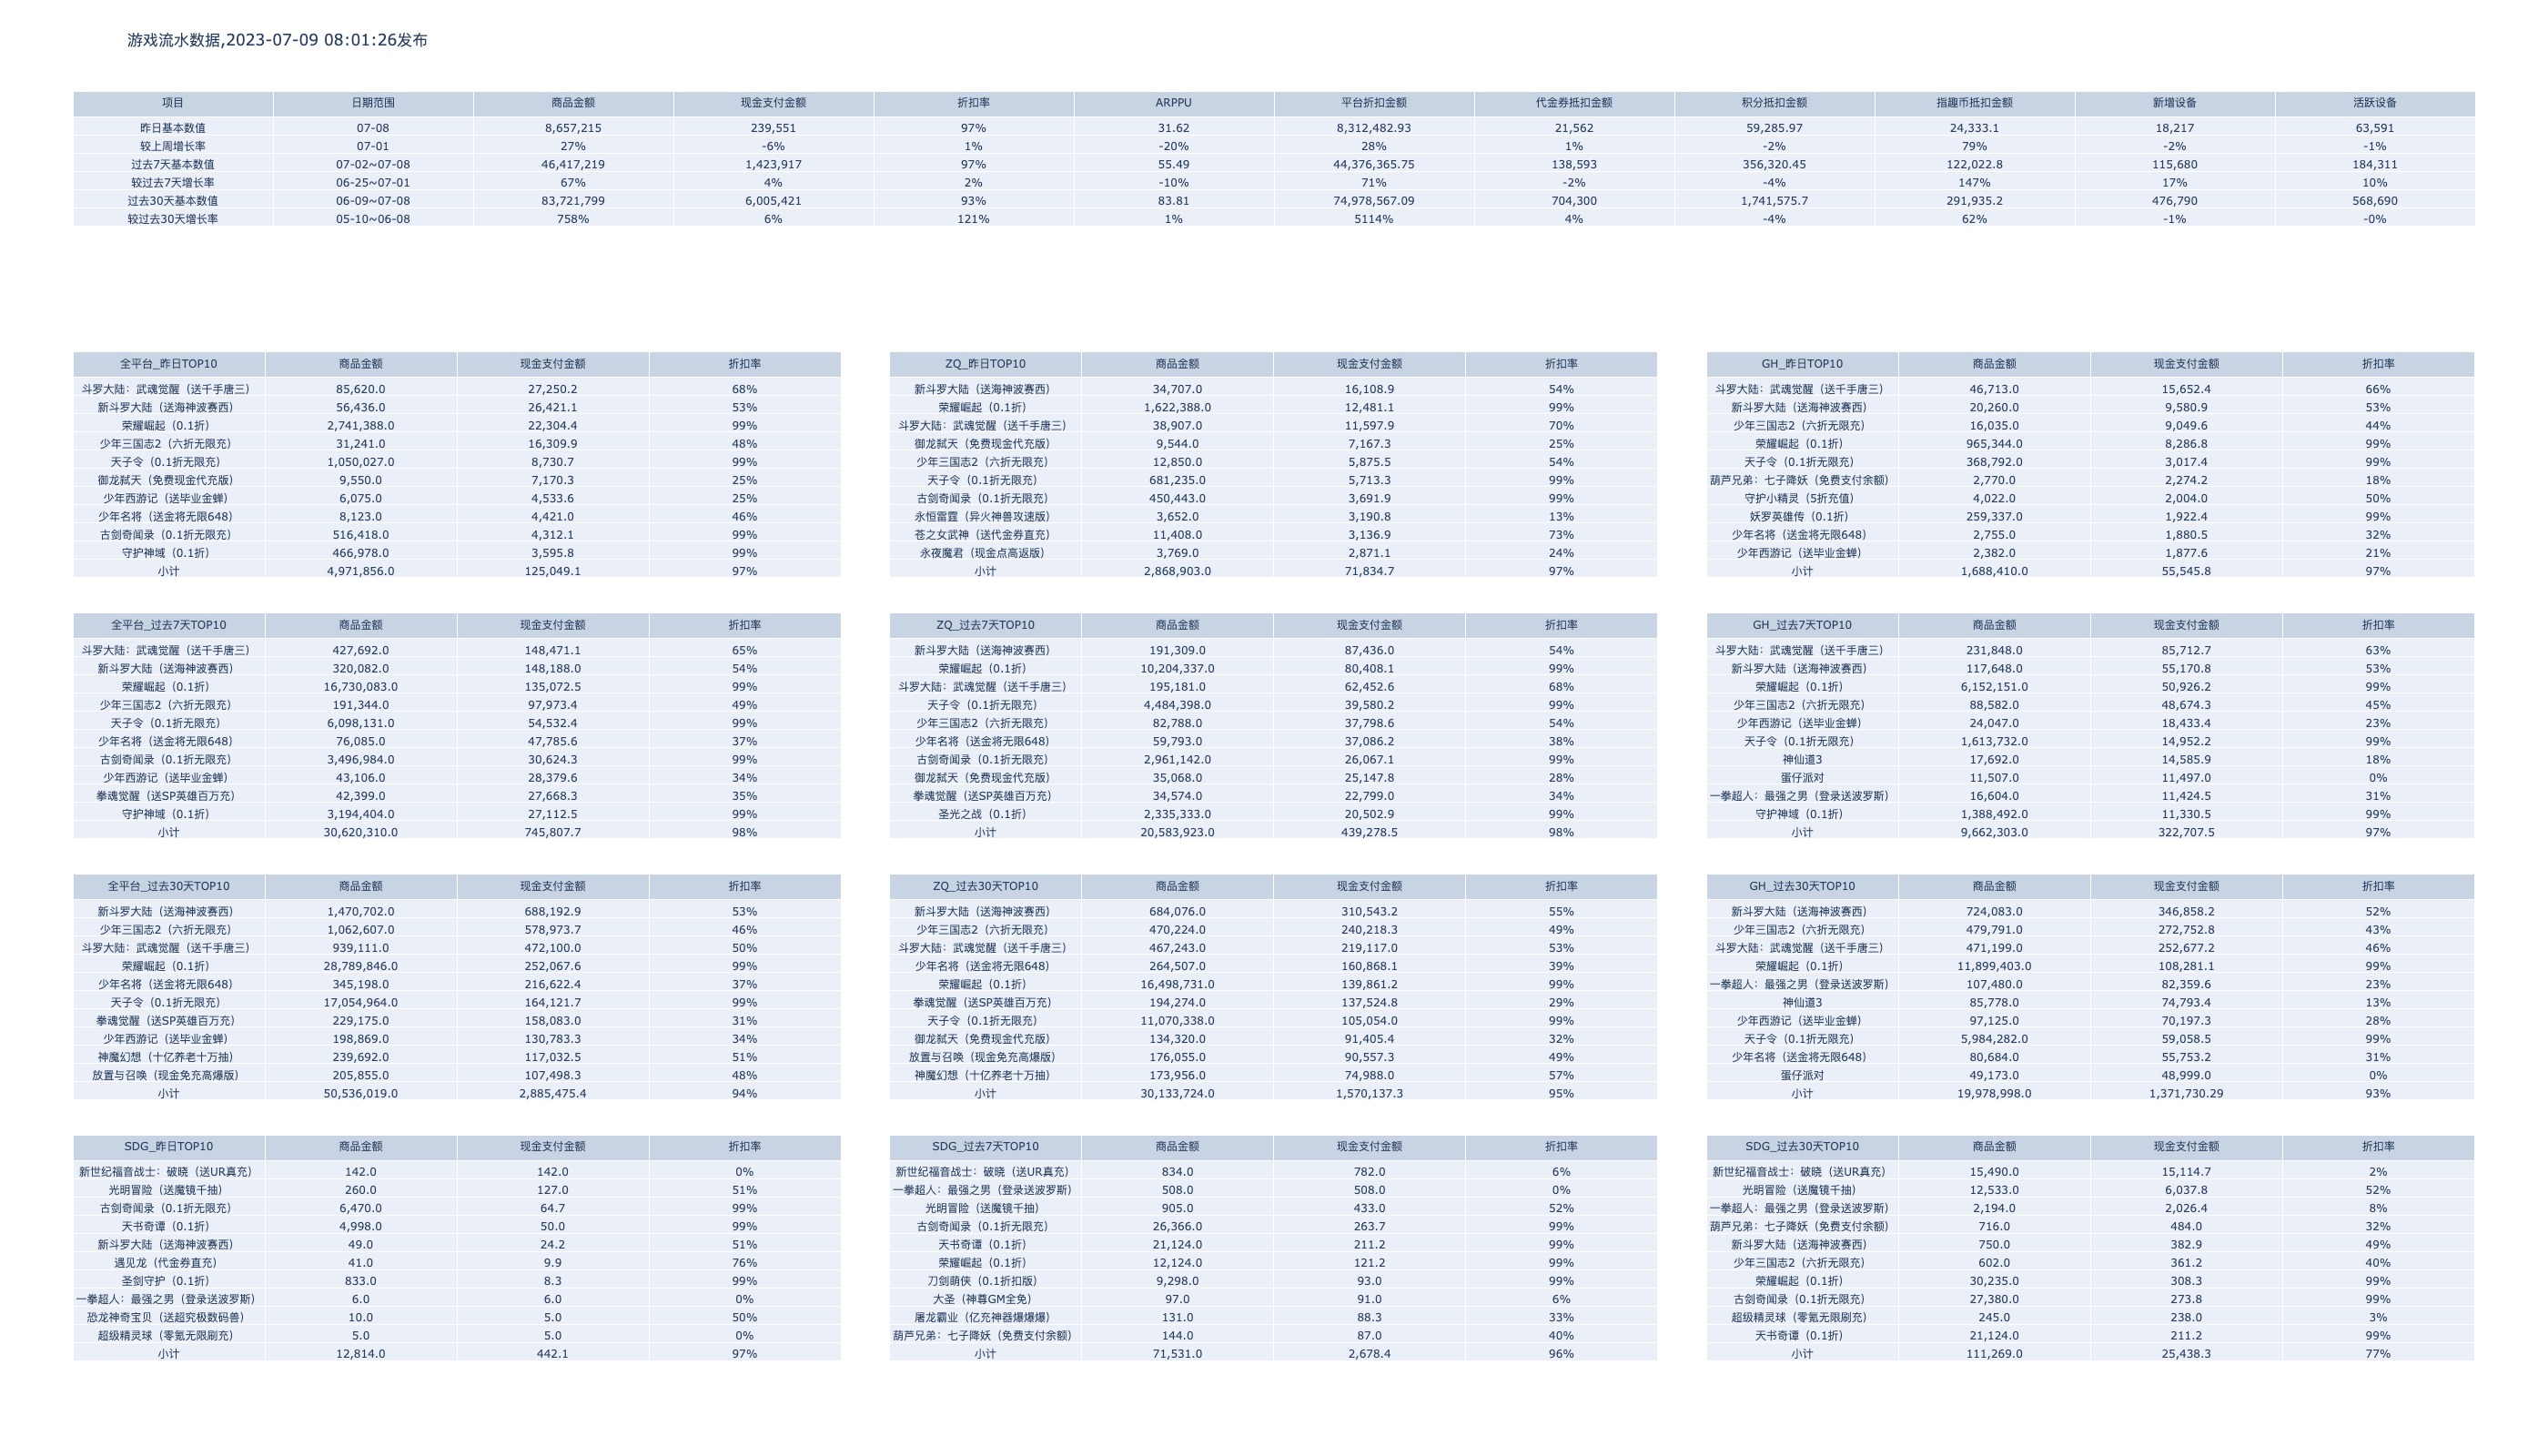 游戏流水数据,2023-07-09 08:01:26发布
项目 日期范围 商品金额 现金支付金额 折扣率 ARPPU 平台折扣金额 代金券抵扣金额 积分抵扣金额 指趣币抵扣金额 新增设备 活跃设备
昨日基本数值 07-08 8,657,215 239,551 97% 31.62 8,312,482.93 21,562 59,285.97 24,333.1 18,217 63,591
较上周增长率 07-01 27% -6% 1% -20% 28% 1% -2% 79% -2% -1%
过去7天基本数值 07-02~07-08 46,417,219 1,423,917 97% 55.49 44,376,365.75 138,593 356,320.45 122,022.8 115,680 184,311
较过去7天增长率 06-25~07-01 67% 4% 2% -10% 71% -2% -4% 147% 17% 10%
过去30天基本数值 06-09~07-08 83,721,799 6,005,421 93% 83.81 74,978,567.09 704,300 1,741,575.7 291,935.2 476,790 568,690
较过去30天增长率 05-10~06-08 758% 6% 121% 1% 5114% 4% -4% 62% -1% -0%
全平台_昨日TOP10 商品金额 现金支付金额 折扣率
斗罗大陆：武魂觉醒（送千手唐三） 85,620.0 27,250.2 68%
新斗罗大陆（送海神波赛西） 56,436.0 26,421.1 53%
荣耀崛起（0.1折） 2,741,388.0 22,304.4 99%
少年三国志2（六折无限充） 31,241.0 16,309.9 48%
天子令（0.1折无限充） 1,050,027.0 8,730.7 99%
御龙弑天（免费现金代充版） 9,550.0 7,170.3 25%
少年西游记（送毕业金蝉） 6,075.0 4,533.6 25%
少年名将（送金将无限648） 8,123.0 4,421.0 46%
古剑奇闻录（0.1折无限充） 516,418.0 4,312.1 99%
守护神域（0.1折） 466,978.0 3,595.8 99%
小计 4,971,856.0 125,049.1 97%
ZQ_昨日TOP10 商品金额 现金支付金额 折扣率
新斗罗大陆（送海神波赛西） 34,707.0 16,108.9 54%
荣耀崛起（0.1折） 1,622,388.0 12,481.1 99%
斗罗大陆：武魂觉醒（送千手唐三） 38,907.0 11,597.9 70%
御龙弑天（免费现金代充版） 9,544.0 7,167.3 25%
少年三国志2（六折无限充） 12,850.0 5,875.5 54%
天子令（0.1折无限充） 681,235.0 5,713.3 99%
古剑奇闻录（0.1折无限充） 450,443.0 3,691.9 99%
永恒雷霆（异火神兽攻速版） 3,652.0 3,190.8 13%
苍之女武神（送代金券直充） 11,408.0 3,136.9 73%
永夜魔君（现金点高返版） 3,769.0 2,871.1 24%
小计 2,868,903.0 71,834.7 97%
GH_昨日TOP10 商品金额 现金支付金额 折扣率
斗罗大陆：武魂觉醒（送千手唐三） 46,713.0 15,652.4 66%
新斗罗大陆（送海神波赛西） 20,260.0 9,580.9 53%
少年三国志2（六折无限充） 16,035.0 9,049.6 44%
荣耀崛起（0.1折） 965,344.0 8,286.8 99%
天子令（0.1折无限充） 368,792.0 3,017.4 99%
葫芦兄弟：七子降妖（免费支付余额） 2,770.0 2,274.2 18%
守护小精灵（5折充值） 4,022.0 2,004.0 50%
妖罗英雄传（0.1折） 259,337.0 1,922.4 99%
少年名将（送金将无限648） 2,755.0 1,880.5 32%
少年西游记（送毕业金蝉） 2,382.0 1,877.6 21%
小计 1,688,410.0 55,545.8 97%
全平台_过去7天TOP10 商品金额 现金支付金额 折扣率
斗罗大陆：武魂觉醒（送千手唐三） 427,692.0 148,471.1 65%
新斗罗大陆（送海神波赛西） 320,082.0 148,188.0 54%
荣耀崛起（0.1折） 16,730,083.0 135,072.5 99%
少年三国志2（六折无限充） 191,344.0 97,973.4 49%
天子令（0.1折无限充） 6,098,131.0 54,532.4 99%
少年名将（送金将无限648） 76,085.0 47,785.6 37%
古剑奇闻录（0.1折无限充） 3,496,984.0 30,624.3 99%
少年西游记（送毕业金蝉） 43,106.0 28,379.6 34%
拳魂觉醒（送SP英雄百万充） 42,399.0 27,668.3 35%
守护神域（0.1折） 3,194,404.0 27,112.5 99%
小计 30,620,310.0 745,807.7 98%
ZQ_过去7天TOP10 商品金额 现金支付金额 折扣率
新斗罗大陆（送海神波赛西） 191,309.0 87,436.0 54%
荣耀崛起（0.1折） 10,204,337.0 80,408.1 99%
斗罗大陆：武魂觉醒（送千手唐三） 195,181.0 62,452.6 68%
天子令（0.1折无限充） 4,484,398.0 39,580.2 99%
少年三国志2（六折无限充） 82,788.0 37,798.6 54%
少年名将（送金将无限648） 59,793.0 37,086.2 38%
古剑奇闻录（0.1折无限充） 2,961,142.0 26,067.1 99%
御龙弑天（免费现金代充版） 35,068.0 25,147.8 28%
拳魂觉醒（送SP英雄百万充） 34,574.0 22,799.0 34%
圣光之战（0.1折） 2,335,333.0 20,502.9 99%
小计 20,583,923.0 439,278.5 98%
GH_过去7天TOP10 商品金额 现金支付金额 折扣率
斗罗大陆：武魂觉醒（送千手唐三） 231,848.0 85,712.7 63%
新斗罗大陆（送海神波赛西） 117,648.0 55,170.8 53%
荣耀崛起（0.1折） 6,152,151.0 50,926.2 99%
少年三国志2（六折无限充） 88,582.0 48,674.3 45%
少年西游记（送毕业金蝉） 24,047.0 18,433.4 23%
天子令（0.1折无限充） 1,613,732.0 14,952.2 99%
神仙道3 17,692.0 14,585.9 18%
蛋仔派对 11,507.0 11,497.0 0%
一拳超人：最强之男（登录送波罗斯） 16,604.0 11,424.5 31%
守护神域（0.1折） 1,388,492.0 11,330.5 99%
小计 9,662,303.0 322,707.5 97%
全平台_过去30天TOP10 商品金额 现金支付金额 折扣率
新斗罗大陆（送海神波赛西） 1,470,702.0 688,192.9 53%
少年三国志2（六折无限充） 1,062,607.0 578,973.7 46%
斗罗大陆：武魂觉醒（送千手唐三） 939,111.0 472,100.0 50%
荣耀崛起（0.1折） 28,789,846.0 252,067.6 99%
少年名将（送金将无限648） 345,198.0 216,622.4 37%
天子令（0.1折无限充） 17,054,964.0 164,121.7 99%
拳魂觉醒（送SP英雄百万充） 229,175.0 158,083.0 31%
少年西游记（送毕业金蝉） 198,869.0 130,783.3 34%
神魔幻想（十亿养老十万抽） 239,692.0 117,032.5 51%
放置与召唤（现金免充高爆版） 205,855.0 107,498.3 48%
小计 50,536,019.0 2,885,475.4 94%
ZQ_过去30天TOP10 商品金额 现金支付金额 折扣率
新斗罗大陆（送海神波赛西） 684,076.0 310,543.2 55%
少年三国志2（六折无限充） 470,224.0 240,218.3 49%
斗罗大陆：武魂觉醒（送千手唐三） 467,243.0 219,117.0 53%
少年名将（送金将无限648） 264,507.0 160,868.1 39%
荣耀崛起（0.1折） 16,498,731.0 139,861.2 99%
拳魂觉醒（送SP英雄百万充） 194,274.0 137,524.8 29%
天子令（0.1折无限充） 11,070,338.0 105,054.0 99%
御龙弑天（免费现金代充版） 134,320.0 91,405.4 32%
放置与召唤（现金免充高爆版） 176,055.0 90,557.3 49%
神魔幻想（十亿养老十万抽） 173,956.0 74,988.0 57%
小计 30,133,724.0 1,570,137.3 95%
GH_过去30天TOP10 商品金额 现金支付金额 折扣率
新斗罗大陆（送海神波赛西） 724,083.0 346,858.2 52%
少年三国志2（六折无限充） 479,791.0 272,752.8 43%
斗罗大陆：武魂觉醒（送千手唐三） 471,199.0 252,677.2 46%
荣耀崛起（0.1折） 11,899,403.0 108,281.1 99%
一拳超人：最强之男（登录送波罗斯） 107,480.0 82,359.6 23%
神仙道3 85,778.0 74,793.4 13%
少年西游记（送毕业金蝉） 97,125.0 70,197.3 28%
天子令（0.1折无限充） 5,984,282.0 59,058.5 99%
少年名将（送金将无限648） 80,684.0 55,753.2 31%
蛋仔派对 49,173.0 48,999.0 0%
小计 19,978,998.0 1,371,730.29 93%
SDG_昨日TOP10 商品金额 现金支付金额 折扣率
新世纪福音战士：破晓（送UR真充） 142.0 142.0 0%
光明冒险（送魔镜千抽） 260.0 127.0 51%
古剑奇闻录（0.1折无限充） 6,470.0 64.7 99%
天书奇谭（0.1折） 4,998.0 50.0 99%
新斗罗大陆（送海神波赛西） 49.0 24.2 51%
遇见龙（代金券直充） 41.0 9.9 76%
圣剑守护（0.1折） 833.0 8.3 99%
一拳超人：最强之男（登录送波罗斯） 6.0 6.0 0%
恐龙神奇宝贝（送超究极数码兽） 10.0 5.0 50%
超级精灵球（零氪无限刷充） 5.0 5.0 0%
小计 12,814.0 442.1 97%
SDG_过去7天TOP10 商品金额 现金支付金额 折扣率
新世纪福音战士：破晓（送UR真充） 834.0 782.0 6%
一拳超人：最强之男（登录送波罗斯） 508.0 508.0 0%
光明冒险（送魔镜千抽） 905.0 433.0 52%
古剑奇闻录（0.1折无限充） 26,366.0 263.7 99%
天书奇谭（0.1折） 21,124.0 211.2 99%
荣耀崛起（0.1折） 12,124.0 121.2 99%
刀剑萌侠（0.1折扣版） 9,298.0 93.0 99%
大圣（神尊GM全免） 97.0 91.0 6%
屠龙霸业（亿充神器爆爆爆） 131.0 88.3 33%
葫芦兄弟：七子降妖（免费支付余额） 144.0 87.0 40%
小计 71,531.0 2,678.4 96%
SDG_过去30天TOP10 商品金额 现金支付金额 折扣率
新世纪福音战士：破晓（送UR真充） 15,490.0 15,114.7 2%
光明冒险（送魔镜千抽） 12,533.0 6,037.8 52%
一拳超人：最强之男（登录送波罗斯） 2,194.0 2,026.4 8%
葫芦兄弟：七子降妖（免费支付余额） 716.0 484.0 32%
新斗罗大陆（送海神波赛西） 750.0 382.9 49%
少年三国志2（六折无限充） 602.0 361.2 40%
荣耀崛起（0.1折） 30,235.0 308.3 99%
古剑奇闻录（0.1折无限充） 27,380.0 273.8 99%
超级精灵球（零氪无限刷充） 245.0 238.0 3%
天书奇谭（0.1折） 21,124.0 211.2 99%
小计 111,269.0 25,438.3 77%